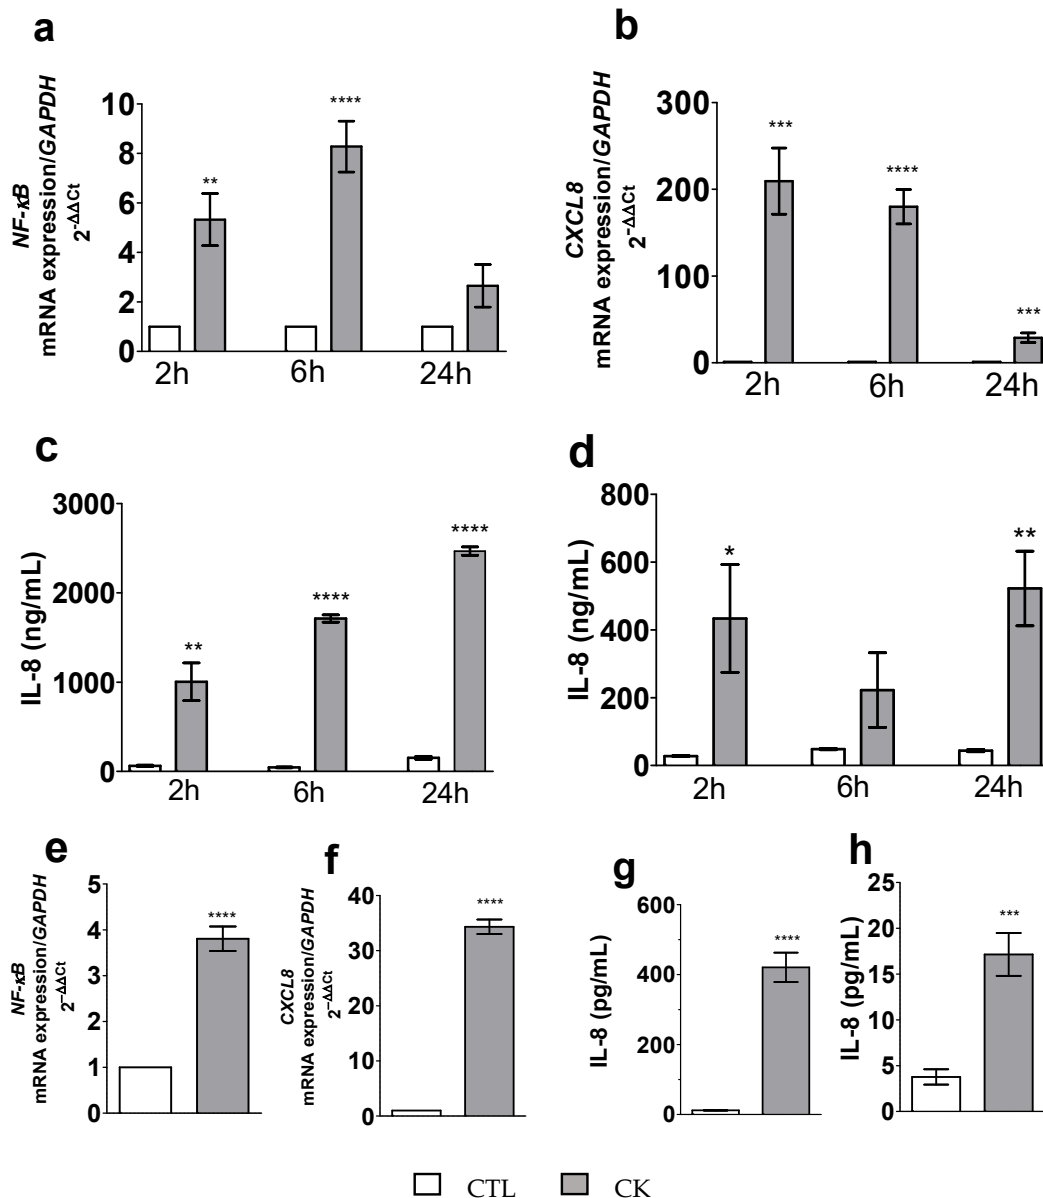 a
NF-κB
mRNA expression/GAPDH
2-ΔΔCt
10
8
6
4
2
0
**
****
2h
6h
24h
b
CXCL8
mRNA expression/GAPDH
2-ΔΔCt
300
200
100
0
***
****
***
2h
6h
24h
c
IL-8 (ng/mL)
3000
2000
1000
0
**
****
****
2h
6h
24h
d
IL-8 (ng/mL)
800
600
400
200
0
*
**
2h
6h
24h
e
NF-κB
mRNA expression/GAPDH
2−ΔΔCt
5
4
3
2
1
0
****
f
CXCL8
mRNA expression/GAPDH
2−ΔΔCt
40
30
20
10
0
****
g
IL-8 (pg/mL)
600
400
200
0
****
h
IL-8 (pg/mL)
25
20
15
10
5
0
***
CTL
CK